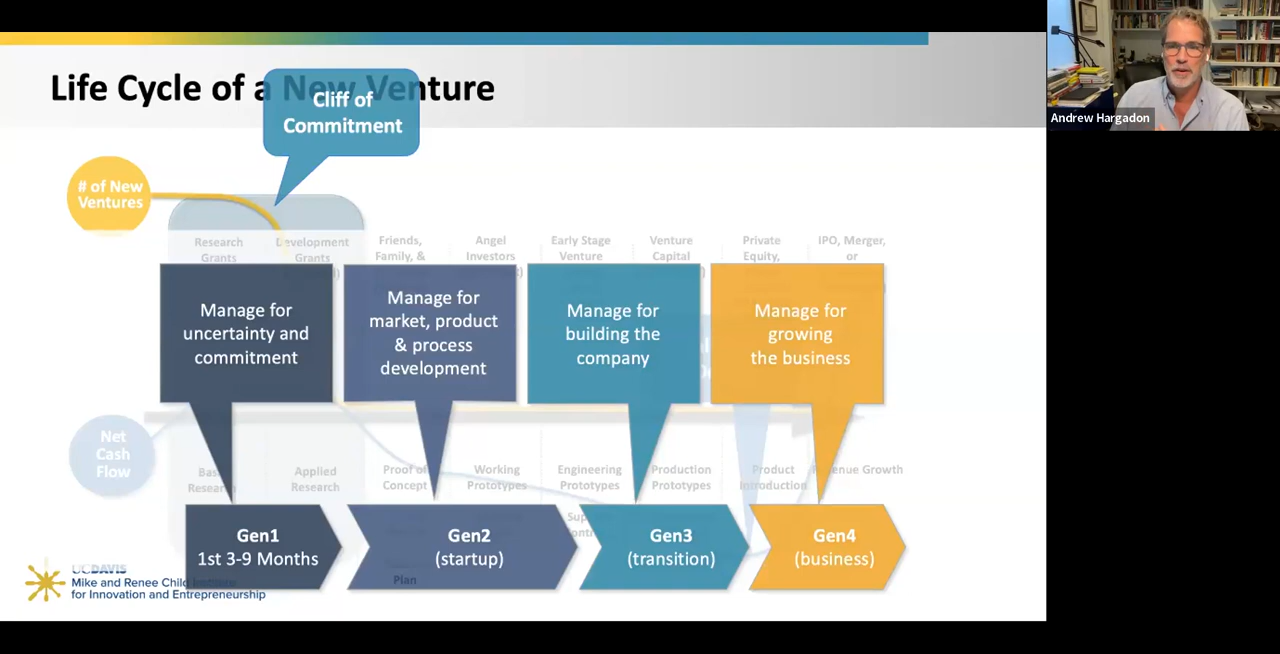 Life Cycle of a New Venture
Cliff of
Commitment
Andrew Hargadon
# of New
Ventures
Research
Grants
Development
Grants
Friends,
Family, &
Angel
Investors
Early Stage
Venture
Venture
Capital
Private
Equity,
IPO, Merger,
or
Manage for
uncertainty and
commitment
Manage for
market, product
& process
development
Manage for
building the
company
Manage for
growing
the business
Net
Cash
Flow
Research
Applied
Research
Proof of
Concept
Working
Prototypes
Engineering
Prototypes
Production
Prototypes
Product
Introduction
Revenue Growth
Gen1
1st 3-9 Months
Gen2
(startup)
Gen3
(transition)
Gen4
(business)
Plan
UC DAVIS
Mike and Renee Child Institute
for Innovation and Entrepreneurship